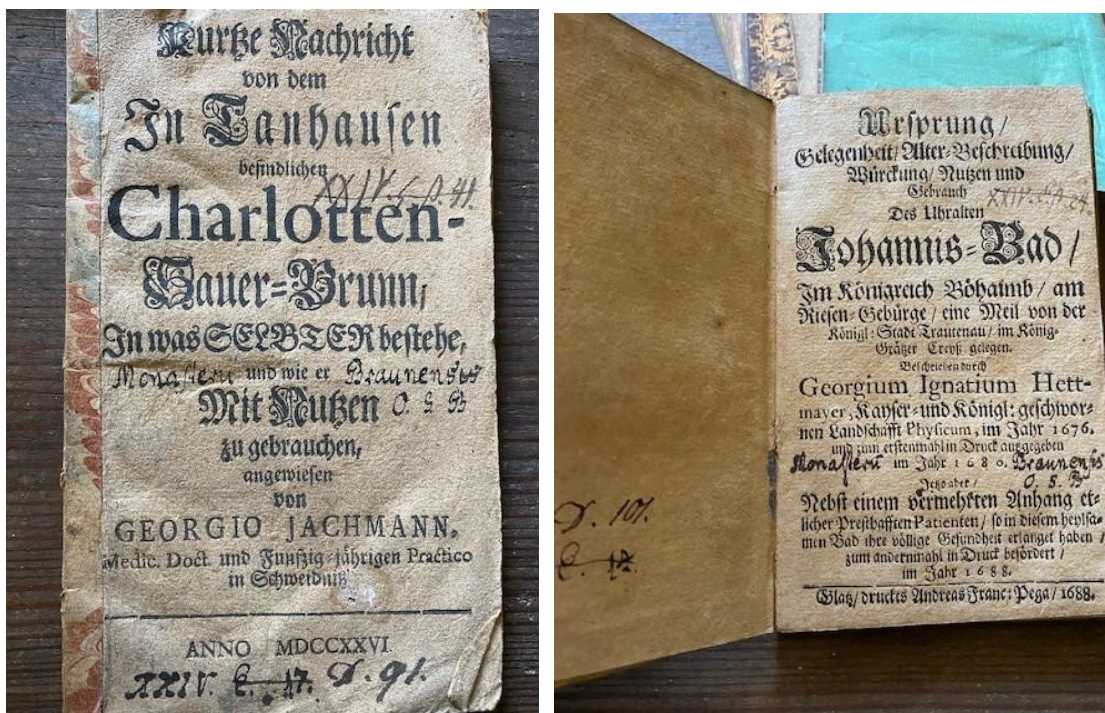 Kurtze Nachricht
von dem
In Tanhausen
befindlichen
Charlotten-
Sauer-Brunn,
In was SELBTER bestehe,
Monasterii und wie er Braunensis
Mit Nutzen O. S. B
zu gebrauchen,
angewiesen
von
GEORGIO JACHMANN,
Medic. Doct. und Funfzig-jährigen Practico
in Schweidnitz
ANNO MDCCXXVI.
XXIV. D. 91.
Ursprung/
Gelegenheit/ Alter-Beschreibung/
Würckung/ Nutzen und
Gebrauch
Des Uhralten
Johannis-Bad/
Im Königreich Böhaimb/ am
Riesen-Gebürge/ eine Meil von der
Königl: Stadt Trautenau/ im König-
Grätzer Creyß gelegen.
Beschrieben durch
Georgium Ignatium Hett-
mayer, Kayser- und Königl: geschwor-
nen Landschafft Physicum, im Jahr 1676.
und zum erstenmahl in Druck außgegeben
Monasterii im Jahr 1680. Braunensis
Jetzo aber/ O. S. B
Nebst einem vermehrten Anhang et-
licher Presthafften Patienten/ so in diesem heylsa-
men Bad ihre völlige Gesundheit erlanget haben/
zum andernmahl in Druck befördert/
im Jahr 1688.
Glatz/ druckts Andreas Franc: Pega/ 1688.
D. 101.